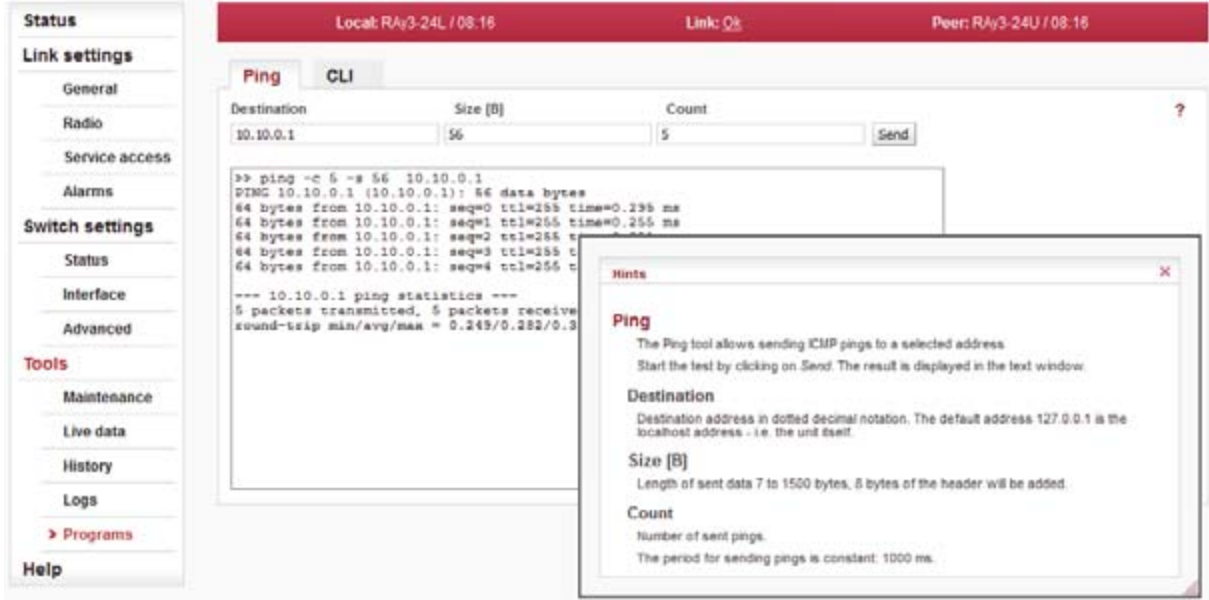 Status
Link settings
General
Radio
Service access
Alarms
Switch settings
Status
Interface
Advanced
Tools
Maintenance
Live data
History
Logs
> Programs
Help
Local: RAy3-24L / 08:16 Link: Ok Peer: RAy3-24U / 08:16
Ping CLI
Destination Size [B] Count ?
10.10.0.1 56 5 Send
>> ping -c 5 -s 56 10.10.0.1
PING 10.10.0.1 (10.10.0.1): 56 data bytes
64 bytes from 10.10.0.1: seq=0 ttl=255 time=0.295 ms
64 bytes from 10.10.0.1: seq=1 ttl=255 time=0.255 ms
64 bytes from 10.10.0.1: seq=2 ttl=255
64 bytes from 10.10.0.1: seq=3 ttl=255 t
64 bytes from 10.10.0.1: seq=4 ttl=255 t
--- 10.10.0.1 ping statistics ---
5 packets transmitted, 5 packets receive
round-trip min/avg/max = 0.249/0.282/0.3
Hints ×
Ping
The Ping tool allows sending ICMP pings to a selected address
Start the test by clicking on Send. The result is displayed in the text window.
Destination
Destination address in dotted decimal notation. The default address 127.0.0.1 is the
localhost address - i.e. the unit itself.
Size [B]
Length of sent data 7 to 1500 bytes, 8 bytes of the header will be added.
Count
Number of sent pings.
The period for sending pings is constant: 1000 ms.